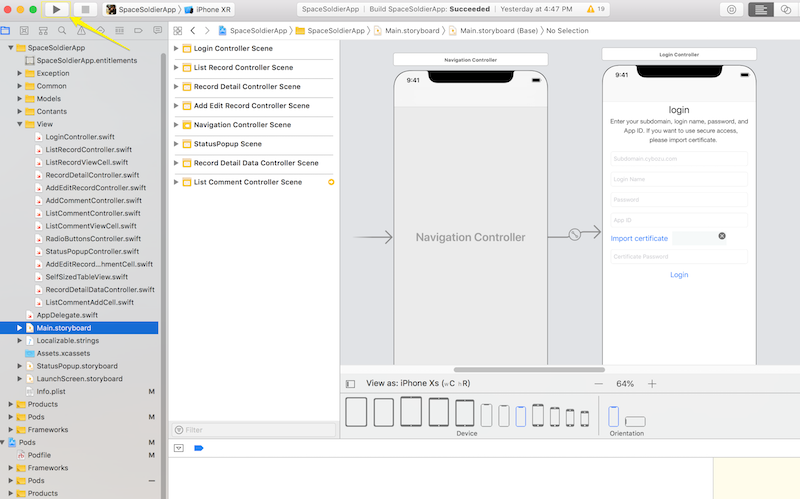 SpaceSoldierApp
iPhone XR
SpaceSoldierApp | Build SpaceSoldierApp: Succeeded | Yesterday at 4:47 PM
19
SpaceSoldierApp
SpaceSoldierApp.entitlements
Exception
Common
Models
Contants
View
LoginController.swift
ListRecordController.swift
ListRecordViewCell.swift
RecordDetailController.swift
AddEditRecordController.swift
AddCommentController.swift
ListCommentController.swift
ListCommentViewCell.swift
RadioButtonsController.swift
StatusPopupController.swift
AddEditRecord...hmentCell.swift
SelfSizedTableView.swift
RecordDetailDataController.swift
ListCommentAddCell.swift
AppDelegate.swift
Main.storyboard
Localizable.strings
Assets.xcassets
StatusPopup.storyboard
LaunchScreen.storyboard
Info.plist M
Products
Pods M
Frameworks
Pods M
Podfile M
Frameworks
Pods
Products
SpaceSoldierApp
SpaceSoldierApp
Main.storyboard
Main.storyboard (Base)
No Selection
Login Controller Scene
List Record Controller Scene
Record Detail Controller Scene
Add Edit Record Controller Scene
Navigation Controller Scene
StatusPopup Scene
Record Detail Data Controller Scene
List Comment Controller Scene
Filter
Navigation Controller
9:41
Navigation Controller
Login Controller
9:41
login
Enter your subdomain, login name, password, and
App ID. If you want to use secure access,
please import certificate.
Subdomain.cybozu.com
Login Name
Password
App ID
Import certificate
Certificate Password
Login
View as: iPhone Xs (wC hR)
64%
Device
Orientation